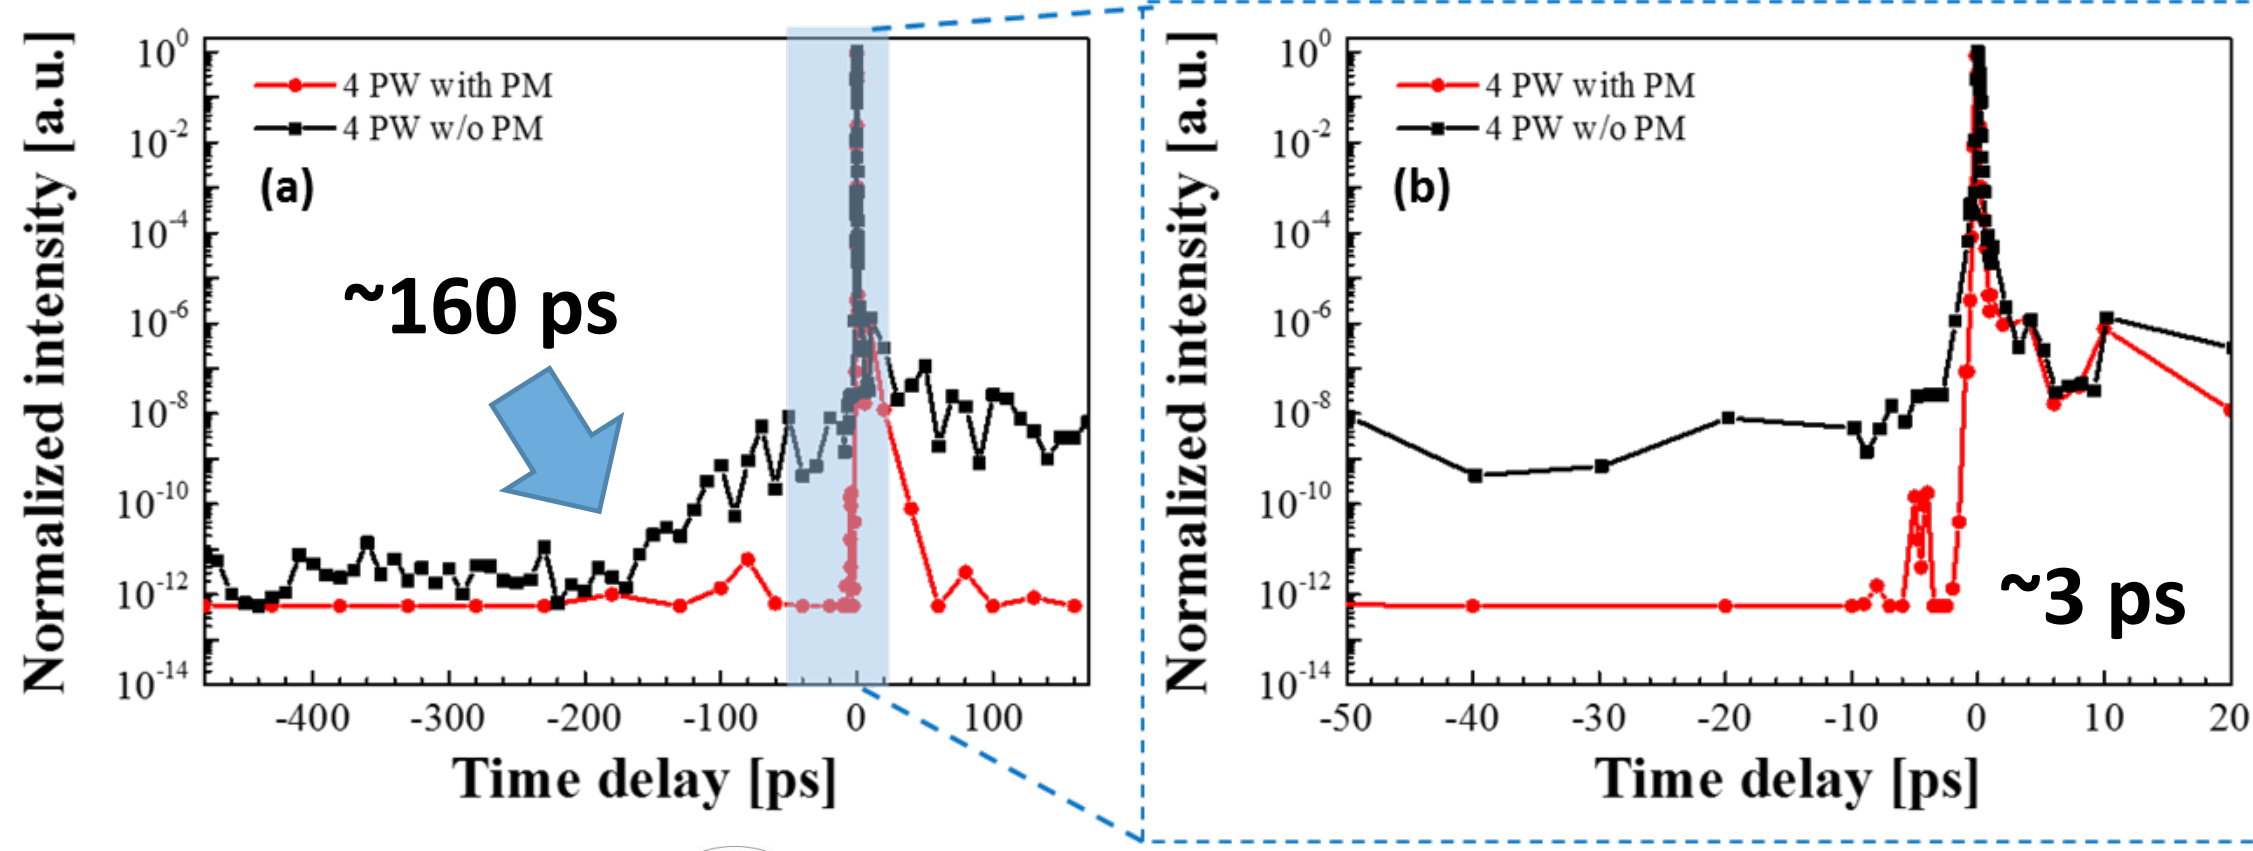 Normalized intensity [a.u.]
10^0
10^-2
10^-4
10^-6
10^-8
10^-10
10^-12
10^-14
4 PW with PM
4 PW w/o PM
(a)
~160 ps
-400 -300 -200 -100 0 100
Time delay [ps]
Normalized intensity [a.u.]
10^0
10^-2
10^-4
10^-6
10^-8
10^-10
10^-12
10^-14
4 PW with PM
4 PW w/o PM
(b)
~3 ps
-50 -40 -30 -20 -10 0 10 20
Time delay [ps]